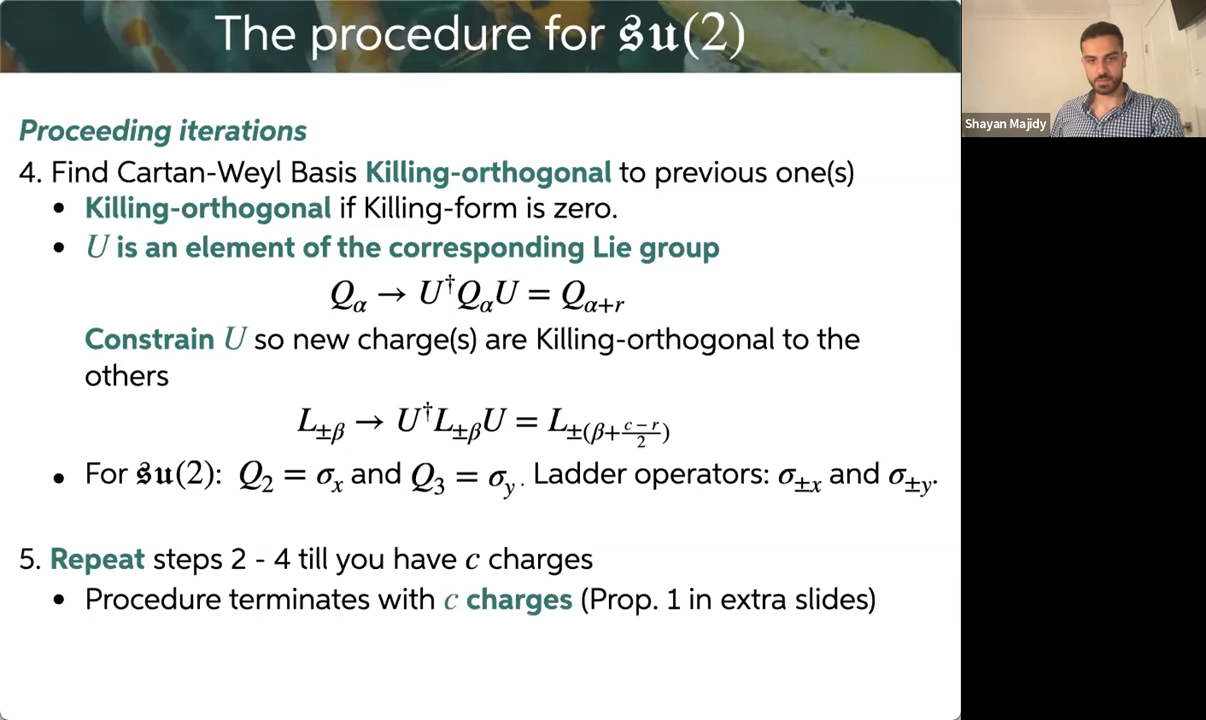 The procedure for 𝔰𝔲(2)
Shayan Majidy
Proceeding iterations
4. Find Cartan-Weyl Basis Killing-orthogonal to previous one(s)
• Killing-orthogonal if Killing-form is zero.
• U is an element of the corresponding Lie group
Q_α → U†Q_αU = Q_{α+r}
Constrain U so new charge(s) are Killing-orthogonal to the
others
L_{±β} → U†L_{±β}U = L_{±(β+\frac{c−r}{2})}
• For 𝔰𝔲(2): Q₂ = σ_x and Q₃ = σ_y. Ladder operators: σ_{±x} and σ_{±y}.
5. Repeat steps 2 - 4 till you have c charges
• Procedure terminates with c charges (Prop. 1 in extra slides)